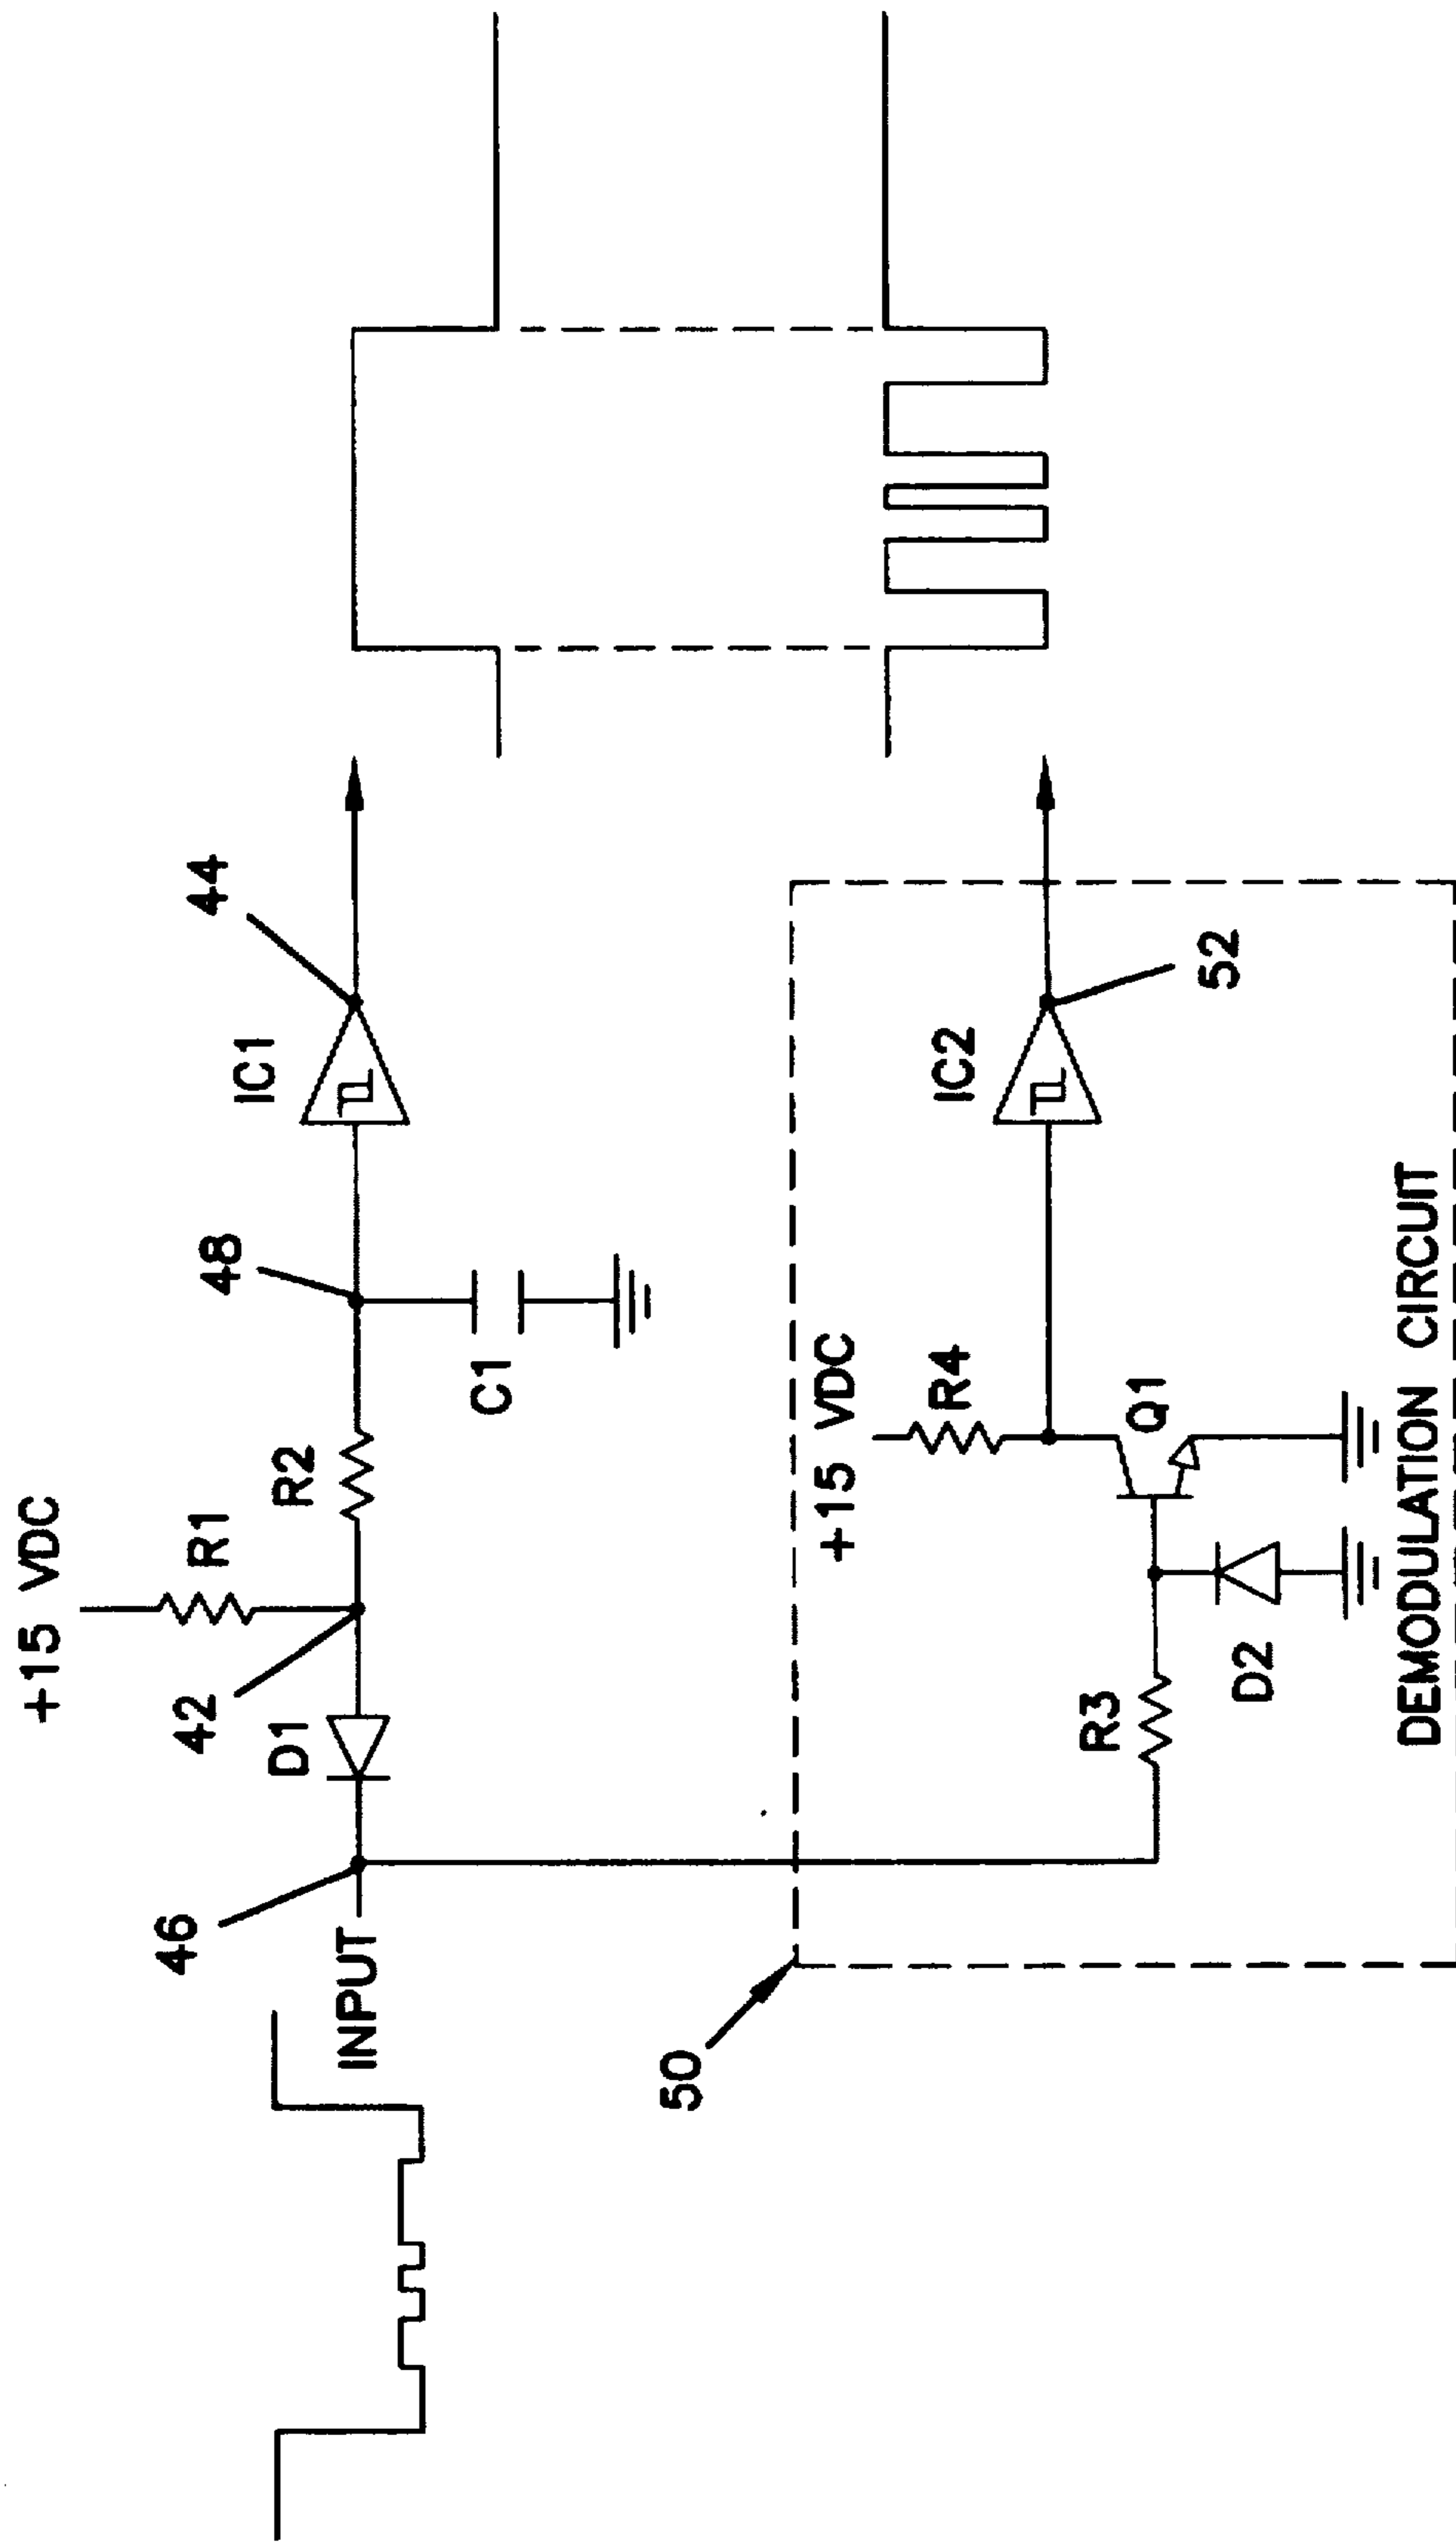 +15 VDC
R1
42
D1
46
INPUT
R2
48
C1
IC1
44
50
+15 VDC
R4
R3
D2
Q1
IC2
52
DEMODULATION CIRCUIT